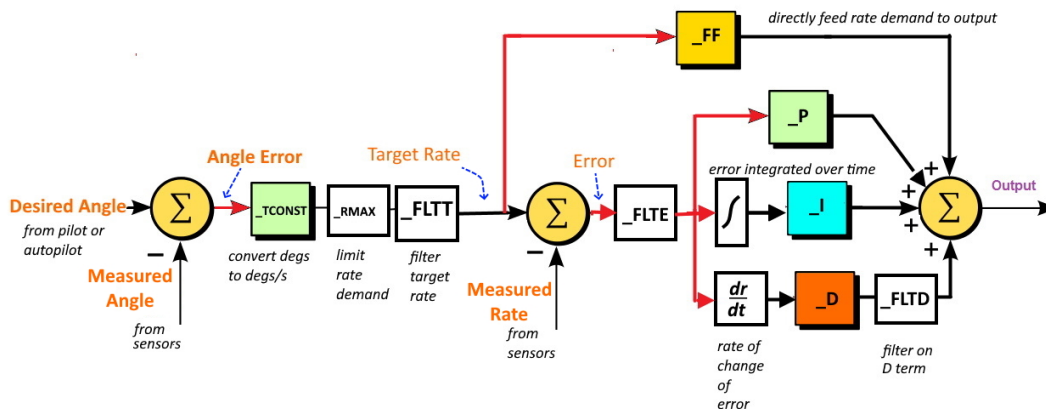 directly feed rate demand to output
_FF
_P
Angle Error
Target Rate
Error
error integrated over time
+
+
+
+
Output
Desired Angle
Σ
_TCONST
_RMAX
_FLTT
Σ
_FLTE
∫
_I
Σ
from pilot or
autopilot
−
convert degs
to degs/s
limit
rate
demand
filter
target
rate
−
Measured
Angle
Measured
Rate
from
sensors
from
sensors
dr
dt
_D
_FLTD
rate of
change
of
error
filter on
D term